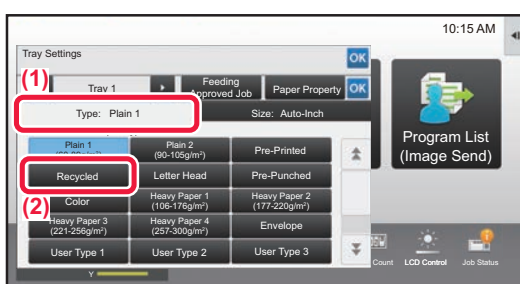 10:15 AM
Tray Settings
OK
(1)
Tray 1
Feeding
Approved Job
Paper Property
OK
Type: Plain 1
Size: Auto-Inch
Program List
(Image Send)
Plain 1
Plain 2
(90-105g/m²)
Pre-Printed
Recycled
Letter Head
Pre-Punched
(2)
Color
Heavy Paper 1
(106-176g/m²)
Heavy Paper 2
(177-220g/m²)
Heavy Paper 3
(221-256g/m²)
Heavy Paper 4
(257-300g/m²)
Envelope
User Type 1
User Type 2
User Type 3
Count
LCD Control
Job Status
Y